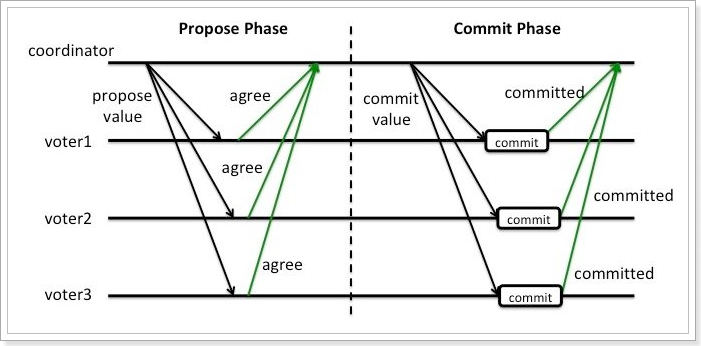 Propose Phase
Commit Phase
coordinator
propose
value
agree
commit
value
committed
voter1
commit
agree
committed
voter2
commit
agree
committed
voter3
commit